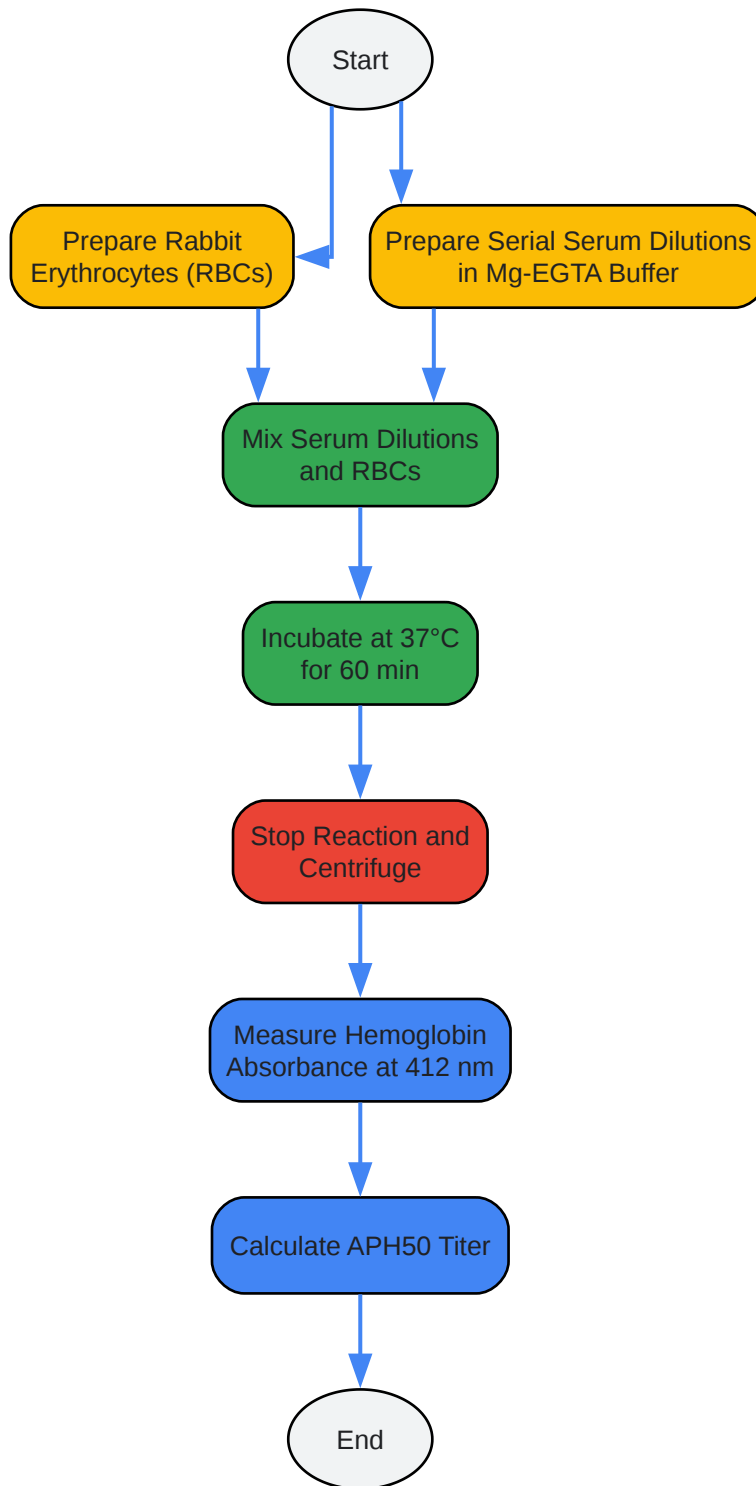 Start
Prepare Rabbit
Erythrocytes (RBCs)
Prepare Serial Serum Dilutions
in Mg-EGTA Buffer
Mix Serum Dilutions
and RBCs
Incubate at 37°C
for 60 min
Stop Reaction and
Centrifuge
Measure Hemoglobin
Absorbance at 412 nm
Calculate APH50 Titer
End